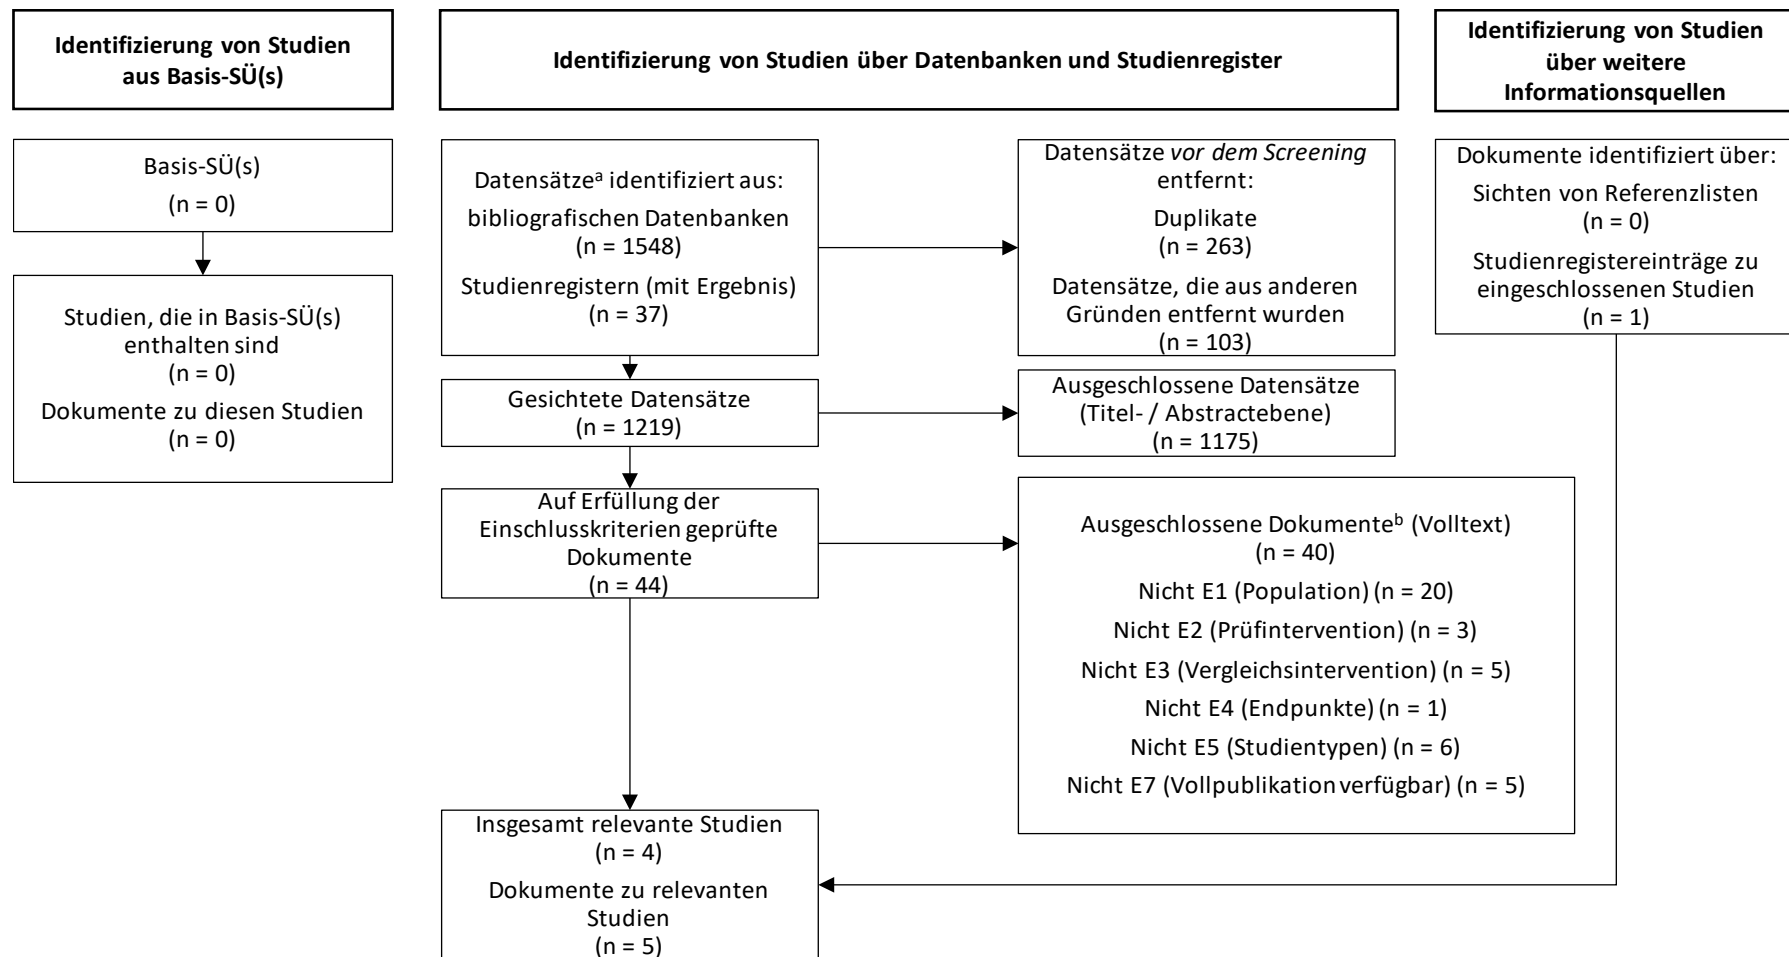 Identifizierung von Studien
aus Basis-SÜ(s)
Identifizierung von Studien über Datenbanken und Studienregister
Identifizierung von Studien
über weitere
Informationsquellen
Basis-SÜ(s)
(n = 0)
Studien, die in Basis-SÜ(s)
enthalten sind
(n = 0)
Dokumente zu diesen Studien
(n = 0)
Datensätzeᵃ identifiziert aus:
bibliografischen Datenbanken
(n = 1548)
Studienregistern (mit Ergebnis)
(n = 37)
Datensätze vor dem Screening
entfernt:
Duplikate
(n = 263)
Datensätze, die aus anderen
Gründen entfernt wurden
(n = 103)
Dokumente identifiziert über:
Sichten von Referenzlisten
(n = 0)
Studienregistereinträge zu
eingeschlossenen Studien
(n = 1)
Gesichtete Datensätze
(n = 1219)
Ausgeschlossene Datensätze
(Titel- / Abstractebene)
(n = 1175)
Auf Erfüllung der
Einschlusskriterien geprüfte
Dokumente
(n = 44)
Ausgeschlossene Dokumenteᵇ (Volltext)
(n = 40)
Nicht E1 (Population) (n = 20)
Nicht E2 (Prüfintervention) (n = 3)
Nicht E3 (Vergleichsintervention) (n = 5)
Nicht E4 (Endpunkte) (n = 1)
Nicht E5 (Studientypen) (n = 6)
Nicht E7 (Vollpublikation verfügbar) (n = 5)
Insgesamt relevante Studien
(n = 4)
Dokumente zu relevanten
Studien
(n = 5)